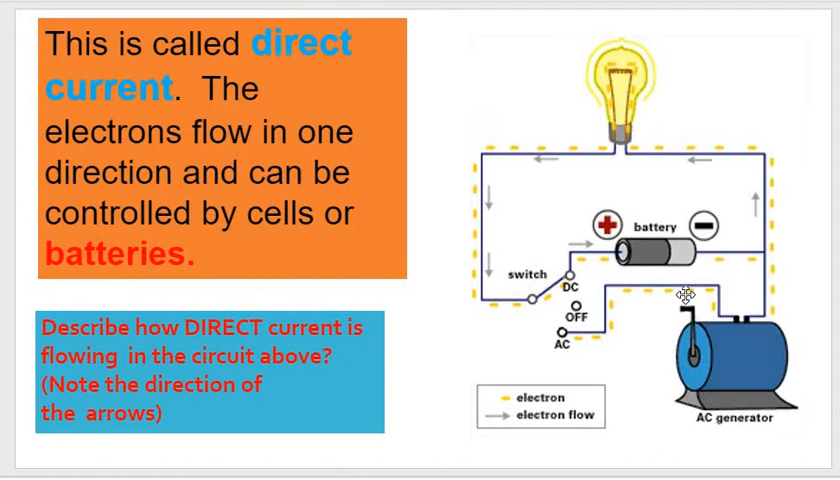 This is called direct
current.  The
electrons flow in one
direction and can be
controlled by cells or
batteries.
Describe how DIRECT current is
flowing  in the circuit above?
(Note the direction of
the  arrows)
battery
switch
DC
OFF
AC
electron
electron flow
AC generator